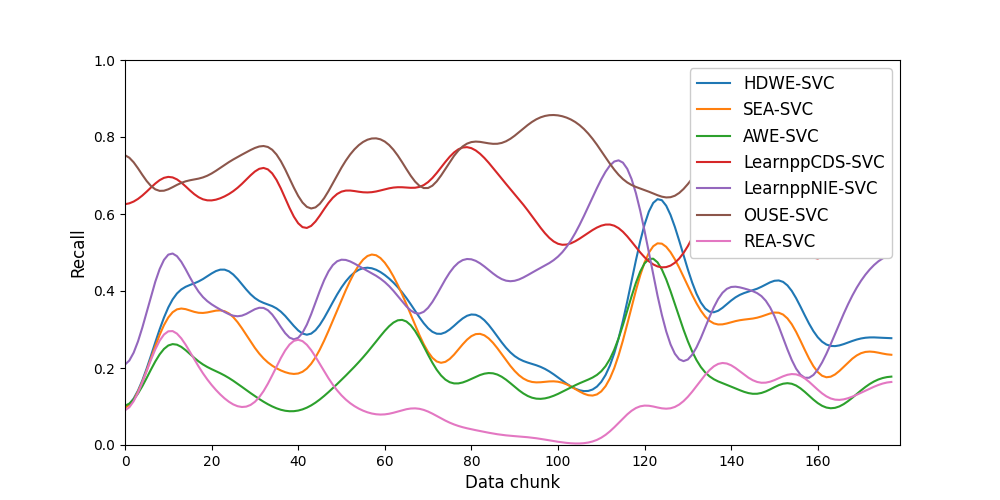 1.0
0.8
0.6
0.4
0.2
0.0
Recall
HDWE-SVC
SEA-SVC
AWE-SVC
LearnppCDS-SVC
LearnppNIE-SVC
OUSE-SVC
REA-SVC
0 20 40 60 80 100 120 140 160
Data chunk